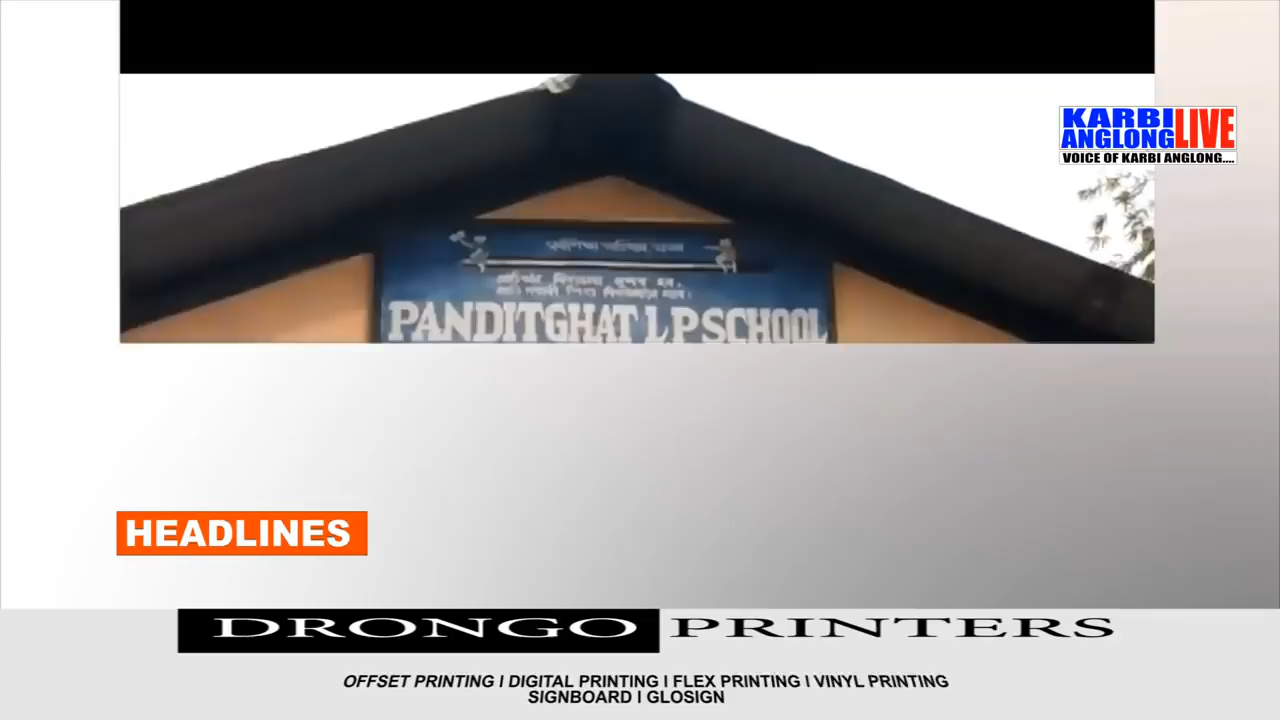 KARBI
ANGLONG LIVE
VOICE OF KARBI ANGLONG....
PANDITGHAT L P SCHOOL
HEADLINES
DRONGO PRINTERS
OFFSET PRINTING I DIGITAL PRINTING I FLEX PRINTING I VINYL PRINTING
SIGNBOARD I GLOSIGN